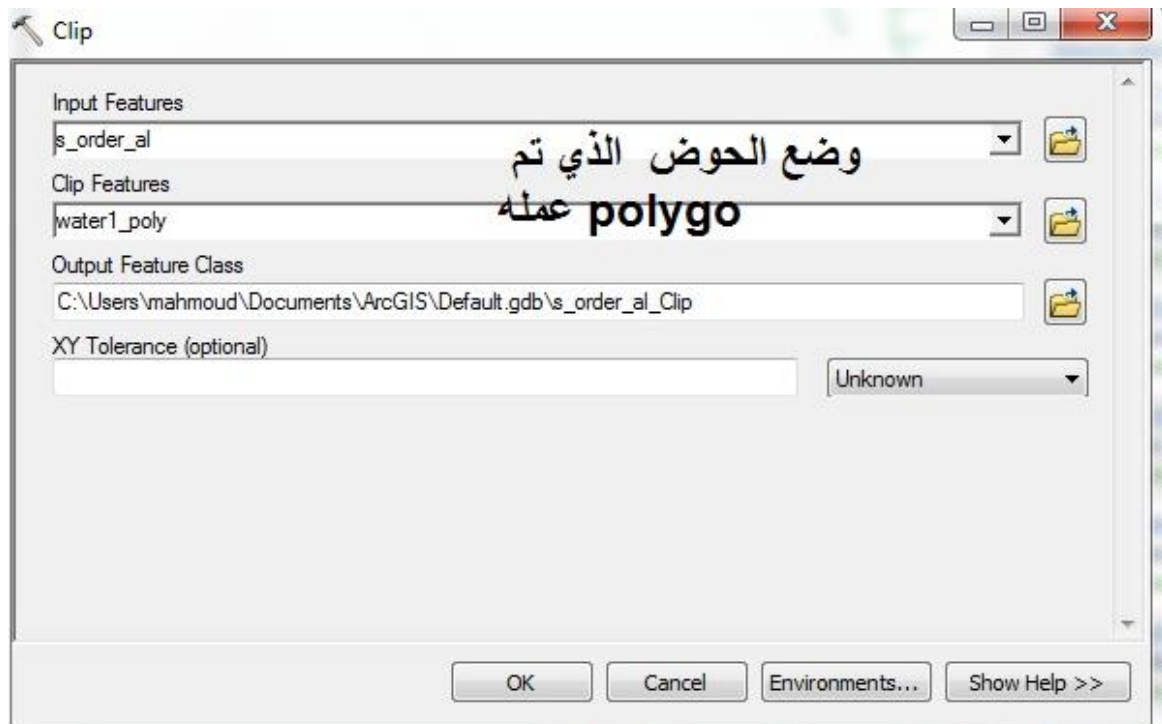 Clip
Input Features
s_order_al
وضع الحوض الذي تم
عمله polygo
Clip Features
water1_poly
Output Feature Class
C:\Users\mahmoud\Documents\ArcGIS\Default.gdb\s_order_al_Clip
XY Tolerance (optional)
Unknown
OK Cancel Environments... Show Help >>